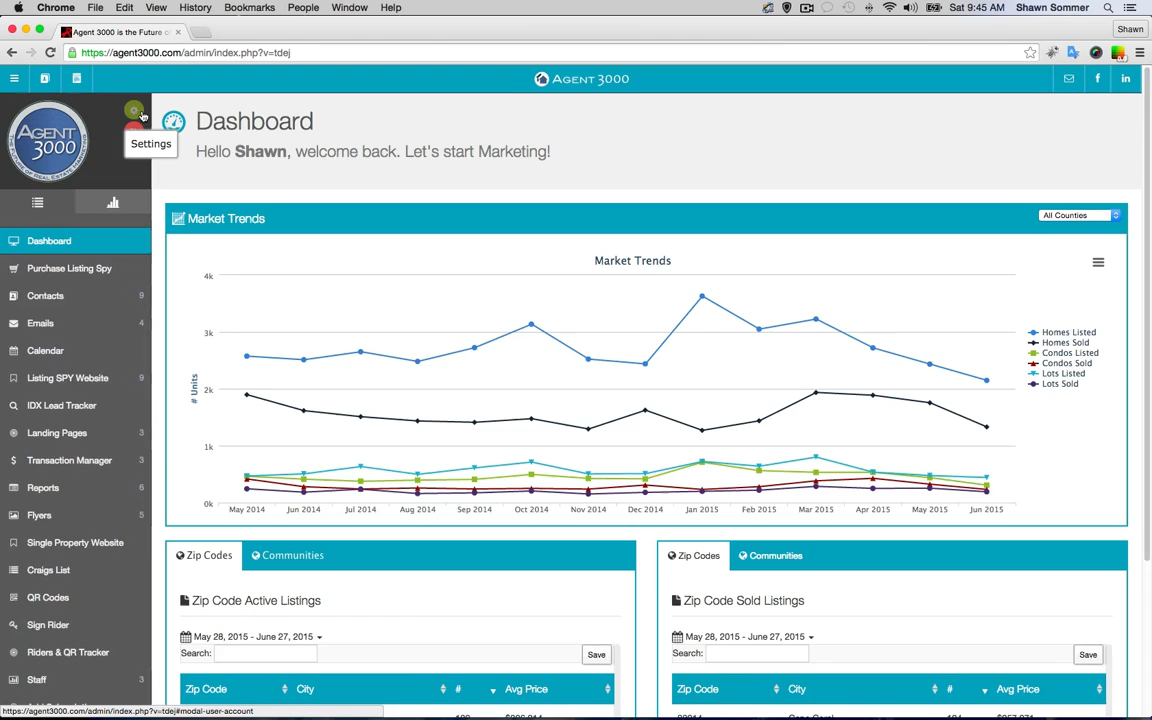 Chrome File Edit View History Bookmarks People Window Help Sat 9:45 AM Shawn Sommer
Agent 3000 is the Future o Shawn
https://agent3000.com/admin/index.php?v=tdej
AGENT 3000
AGENT
3000
Settings
Dashboard
Hello Shawn, welcome back. Let's start Marketing!
Dashboard
Purchase Listing Spy
Contacts 9
Emails 4
Calendar
Listing SPY Website 9
IDX Lead Tracker
Landing Pages 3
Transaction Manager 3
Reports 6
Flyers 5
Single Property Website
Craigs List
QR Codes
Sign Rider
Riders & QR Tracker
Staff 3
Market Trends All Counties
Market Trends
4k
3k
2k
1k
0k
# Units
May 2014 Jun 2014 Jul 2014 Aug 2014 Sep 2014 Oct 2014 Nov 2014 Dec 2014 Jan 2015 Feb 2015 Mar 2015 Apr 2015 May 2015 Jun 2015
Homes Listed
Homes Sold
Condos Listed
Condos Sold
Lots Listed
Lots Sold
Zip Codes Communities
Zip Code Active Listings
May 28, 2015 - June 27, 2015
Search: Save
Zip Code City # Avg Price
Zip Codes Communities
Zip Code Sold Listings
May 28, 2015 - June 27, 2015
Search: Save
Zip Code City # Avg Price
https://agent3000.com/admin/index.php?v=tdej#modal-user-account